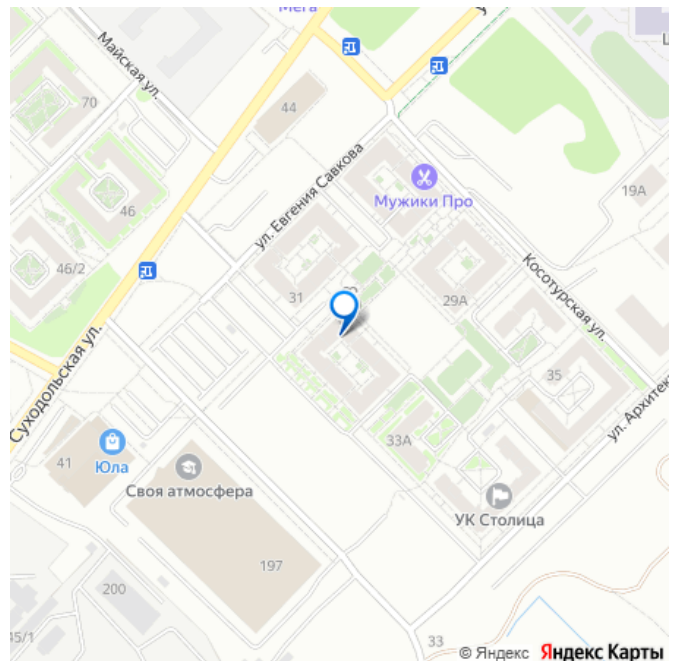 Мега
Майская ул.
70
44
ул. Евгения Савкова
Мужики Про
19А
46
46/2
31
29А
Косотурская ул.
Суходольская ул.
35
33А
ул. Архитек
41
Юла
Своя атмосфера
УК Столица
197
200
45/1
33
© Яндекс Яндекс Карты